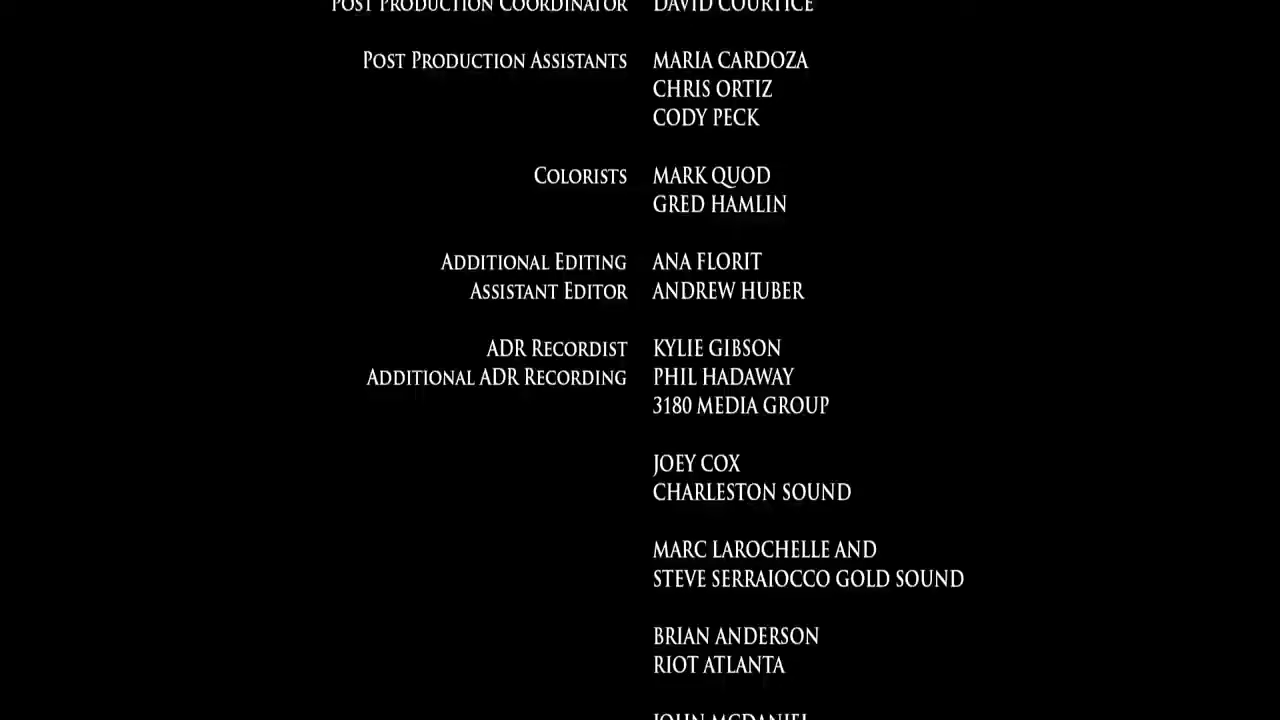 POST PRODUCTION COORDINATOR DAVID COURTICE
POST PRODUCTION ASSISTANTS MARIA CARDOZA
CHRIS ORTIZ
CODY PECK
COLORISTS MARK QUOD
GRED HAMLIN
ADDITIONAL EDITING ANA FLORIT
ASSISTANT EDITOR ANDREW HUBER
ADR RECORDIST KYLIE GIBSON
ADDITIONAL ADR RECORDING PHIL HADAWAY
3180 MEDIA GROUP
JOEY COX
CHARLESTON SOUND
MARC LAROCHELLE AND
STEVE SERRAIOCCO GOLD SOUND
BRIAN ANDERSON
RIOT ATLANTA
JOHN MCDANIEL